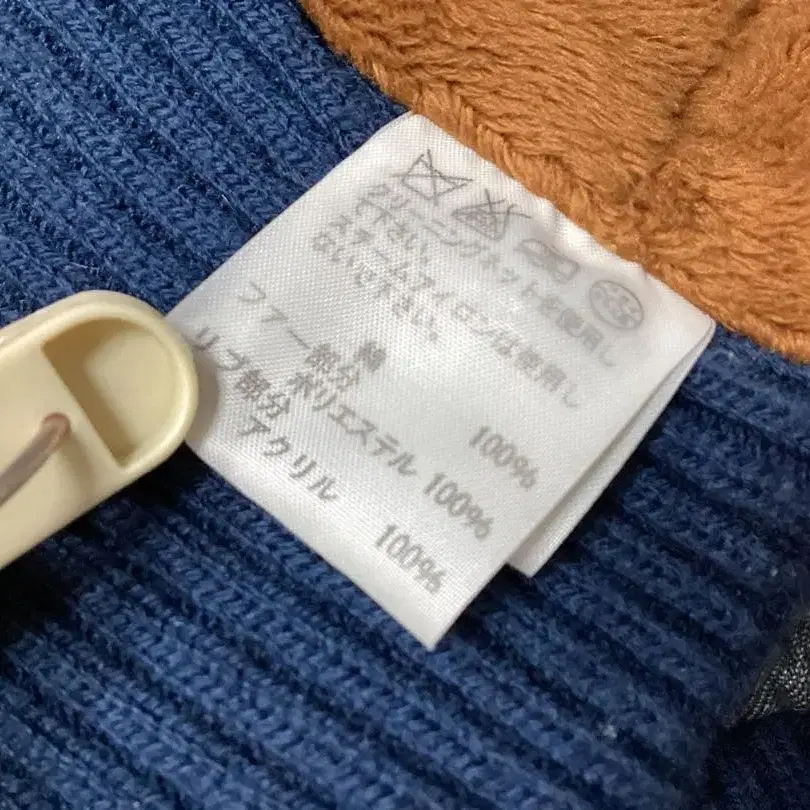 クリーニングネットを使用し
て下さい。
スチームアイロンは使用し
ないで下さい。
綿 100%
ファー部分
ポリエステル 100%
リブ部分
アクリル 100%